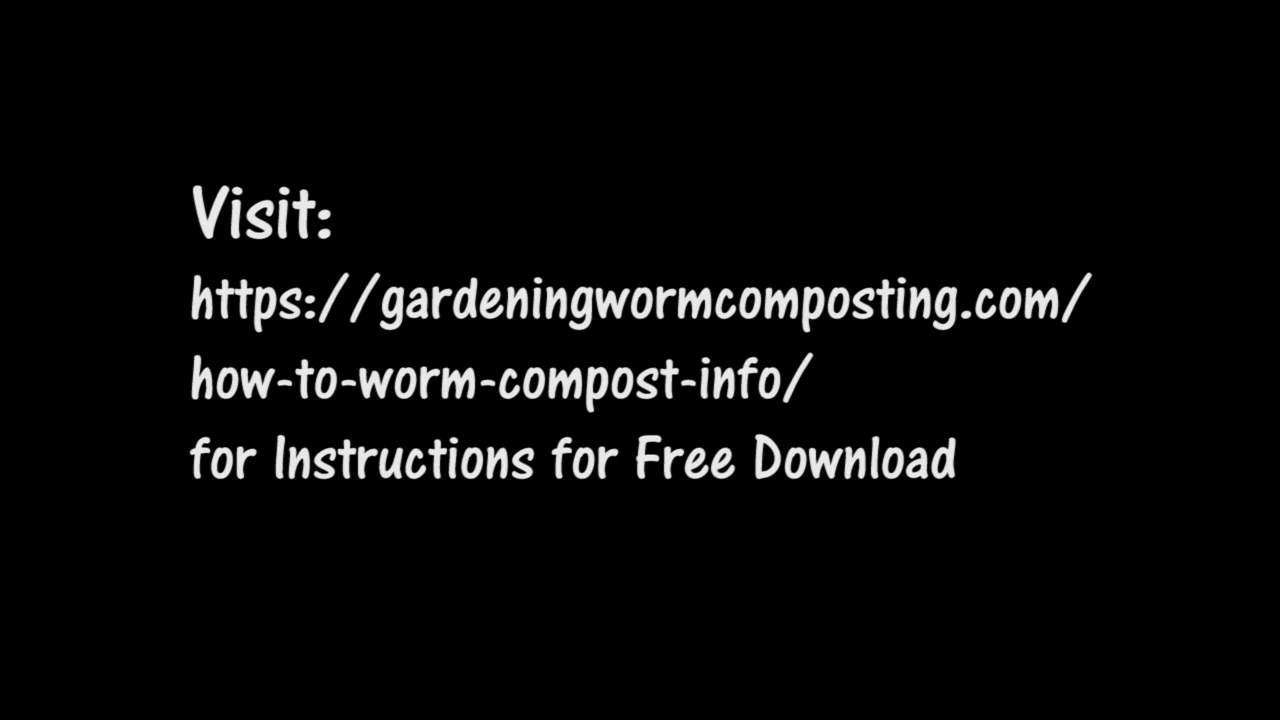 Visit:
https://gardeningwormcomposting.com/
how-to-worm-compost-info/
for Instructions for Free Download